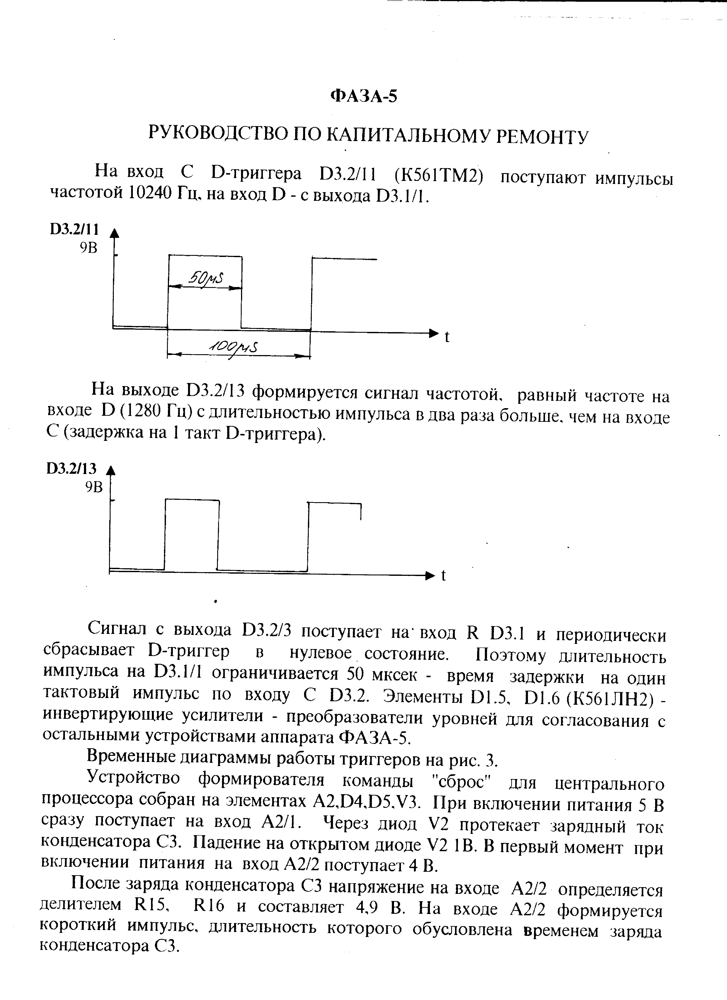 ФАЗА-5
РУКОВОДСТВО ПО КАПИТАЛЬНОМУ РЕМОНТУ
На вход С D-триггера D3.2/11 (К561ТМ2) поступают импульсы
частотой 10240 Гц, на вход D - с выхода D3.1/1.
D3.2/11
9В
50μs
t
100μs
На выходе D3.2/13 формируется сигнал частотой, равный частоте на
входе D (1280 Гц) с длительностью импульса в два раза больше, чем на входе
С (задержка на 1 такт D-триггера).
D3.2/13
9В
t
Сигнал с выхода D3.2/3 поступает на вход R D3.1 и периодически
сбрасывает D-триггер в нулевое состояние. Поэтому длительность
импульса на D3.1/1 ограничивается 50 мксек - время задержки на один
тактовый импульс по входу С D3.2. Элементы D1.5, D1.6 (К561ЛН2) -
инвертирующие усилители - преобразователи уровней для согласования с
остальными устройствами аппарата ФАЗА-5.
Временные диаграммы работы триггеров на рис. 3.
Устройство формирователя команды "сброс" для центрального
процессора собран на элементах А2,D4,D5,V3. При включении питания 5 В
сразу поступает на вход А2/1. Через диод V2 протекает зарядный ток
конденсатора С3. Падение на открытом диоде V2 1В. В первый момент при
включении питания на вход А2/2 поступает 4 В.
После заряда конденсатора С3 напряжение на входе А2/2 определяется
делителем R15, R16 и составляет 4,9 В. На входе А2/2 формируется
короткий импульс, длительность которого обусловлена временем заряда
конденсатора С3.